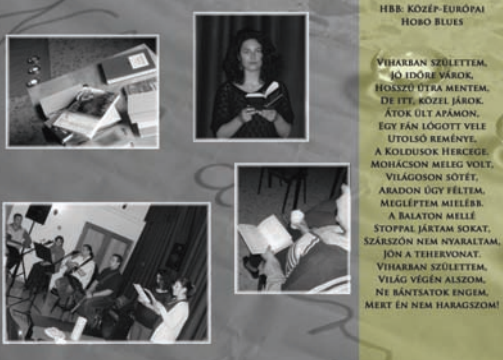 HBB: KÖZÉP-EURÓPAI
HOBO BLUES
VIHARBAN SZÜLETTEM,
JÓ IDŐRE VÁROK,
HOSSZÚ ÚTRA MENTEM,
DE ITT, KÖZEL JÁROK.
ÁTOK ÜLT APÁMON,
EGY FÁN LÓGOTT VELE
UTOLSÓ REMÉNYE,
A KOLDUSOK HERCEGE.
MOHÁCSON MELEG VOLT,
VILÁGOSON SÖTÉT,
ARADON ÚGY FÉLTEM,
MEGLÉPTEM MIELÉBB.
A BALATON MELLÉ
STOPPAL JÁRTAM SOKAT,
SZÁRSZÓN NEM NYARALTAM,
JÖN A TEHERVONAT.
VIHARBAN SZÜLETTEM,
VILÁG VÉGÉN ALSZOM,
NE BÁNTSATOK ENGEM,
MERT ÉN NEM HARAGSZOM!